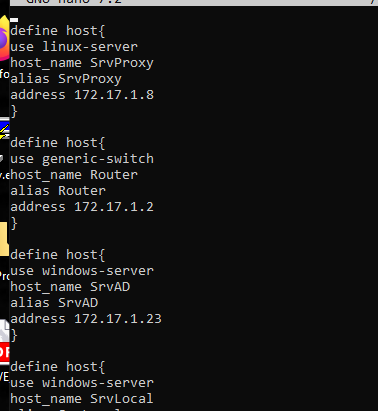 GNU nano 7.2
define host{
use linux-server
host_name SrvProxy
alias SrvProxy
address 172.17.1.8
}
define host{
use generic-switch
host_name Router
alias Router
address 172.17.1.2
}
define host{
use windows-server
host_name SrvAD
alias SrvAD
address 172.17.1.23
}
define host{
use windows-server
host_name SrvLocal